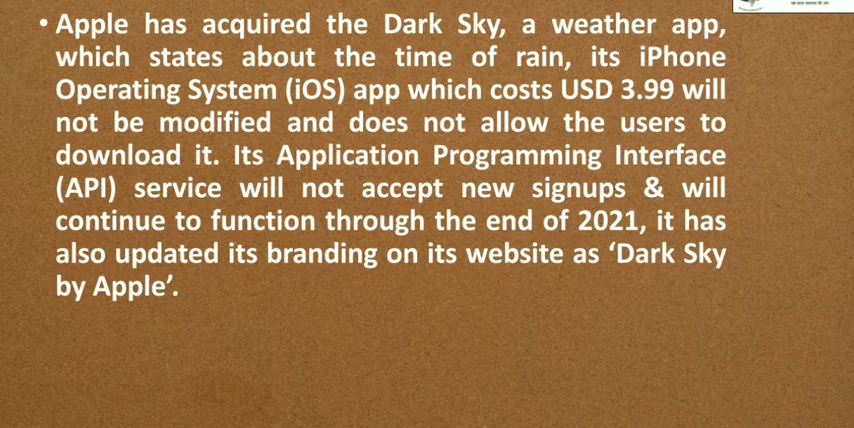 • Apple has acquired the Dark Sky, a weather app,
which states about the time of rain, its iPhone
Operating System (iOS) app which costs USD 3.99 will
not be modified and does not allow the users to
download it. Its Application Programming Interface
(API) service will not accept new signups & will
continue to function through the end of 2021, it has
also updated its branding on its website as ‘Dark Sky
by Apple’.